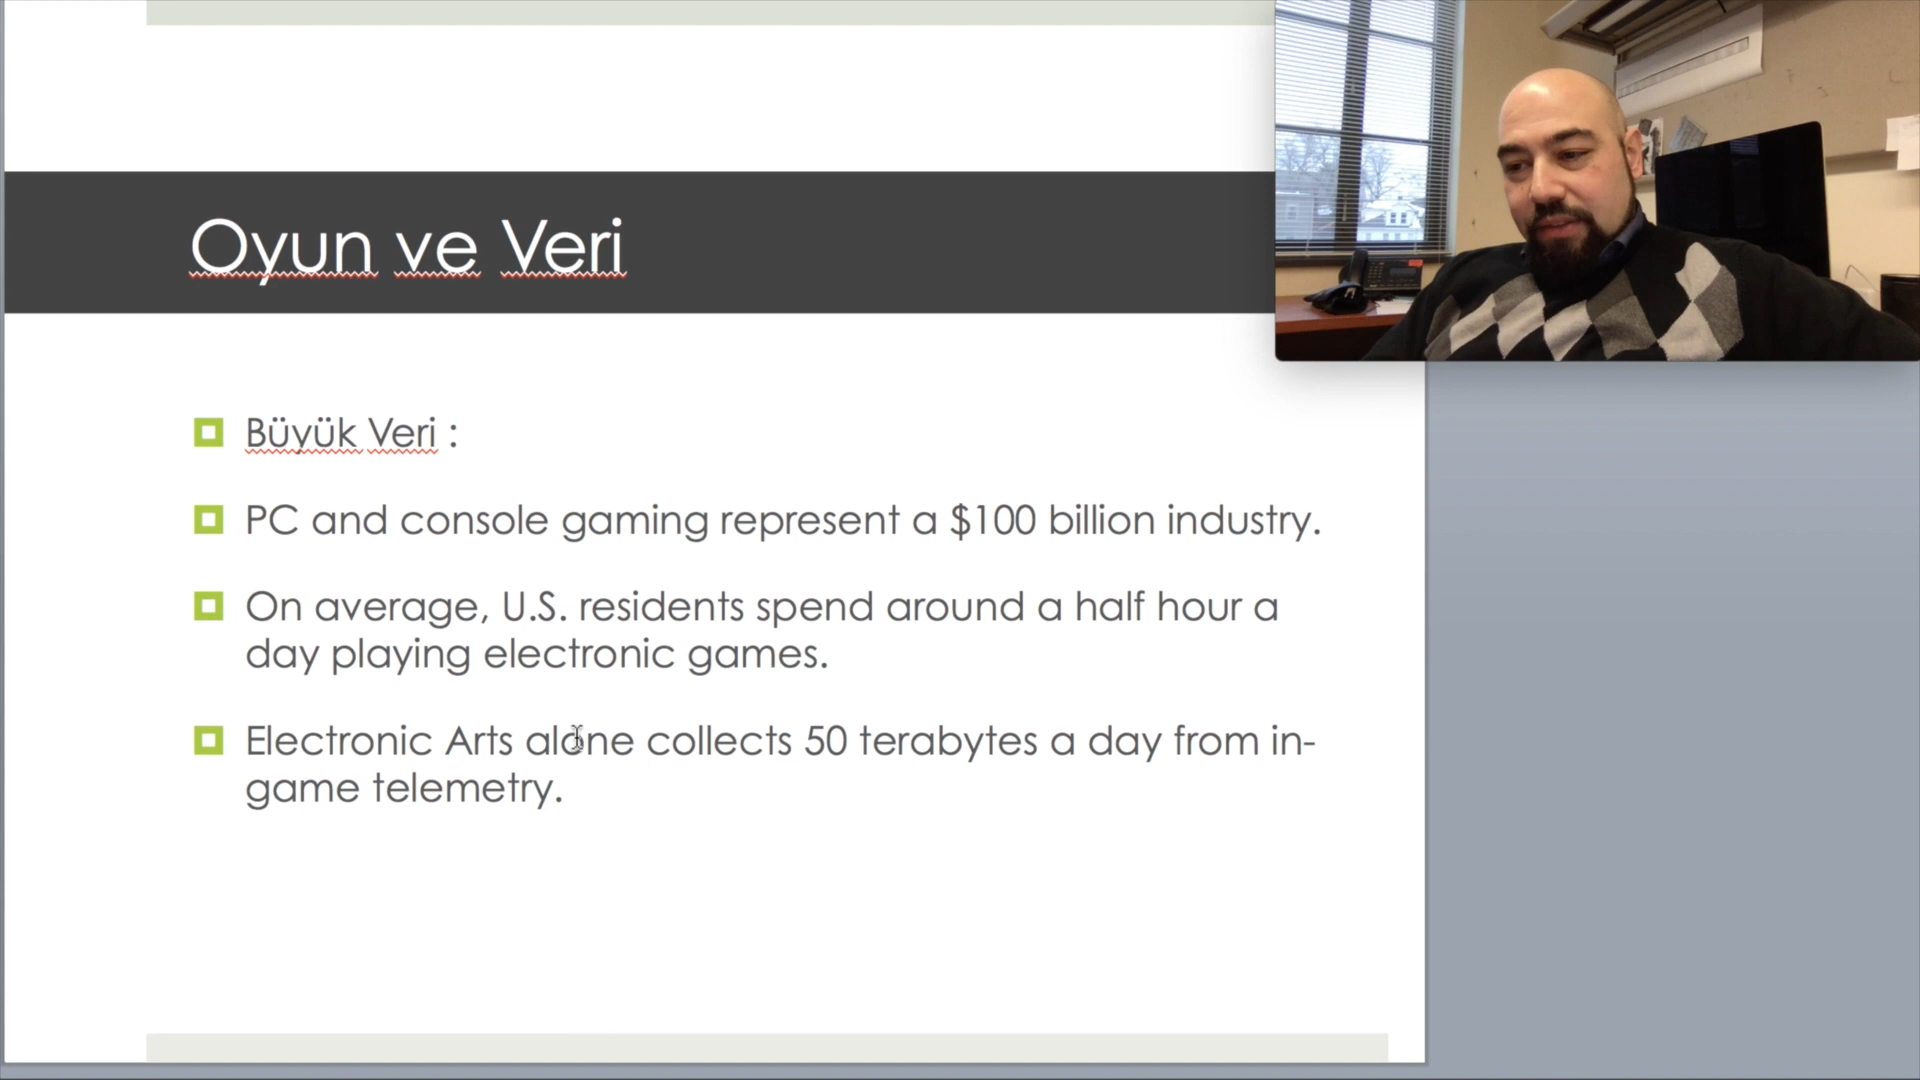 Oyun ve Veri
Büyük Veri :
PC and console gaming represent a $100 billion industry.
On average, U.S. residents spend around a half hour a
day playing electronic games.
Electronic Arts alone collects 50 terabytes a day from in-
game telemetry.